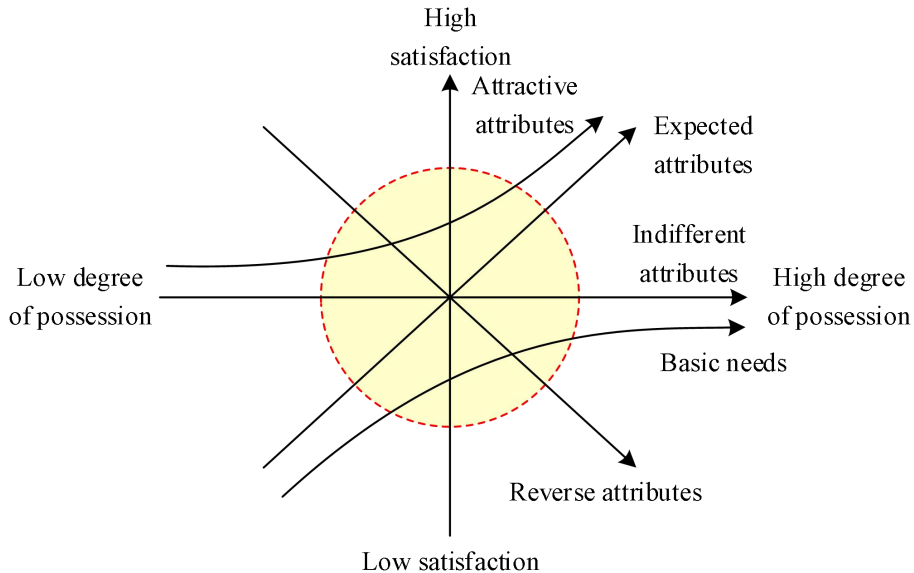 High
satisfaction
Attractive
attributes
Expected
attributes
Indifferent
attributes
Low degree
of possession
High degree
of possession
Basic needs
Reverse attributes
Low satisfaction